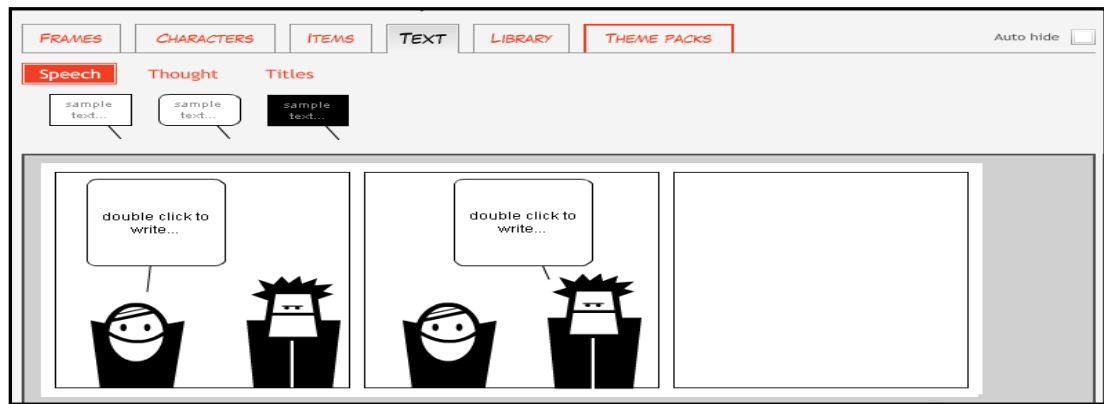 FRAMES CHARACTERS ITEMS TEXT LIBRARY THEME PACKS Auto hide
Speech Thought Titles
sample
text...
sample
text...
sample
text...
double click to
write...
double click to
write...